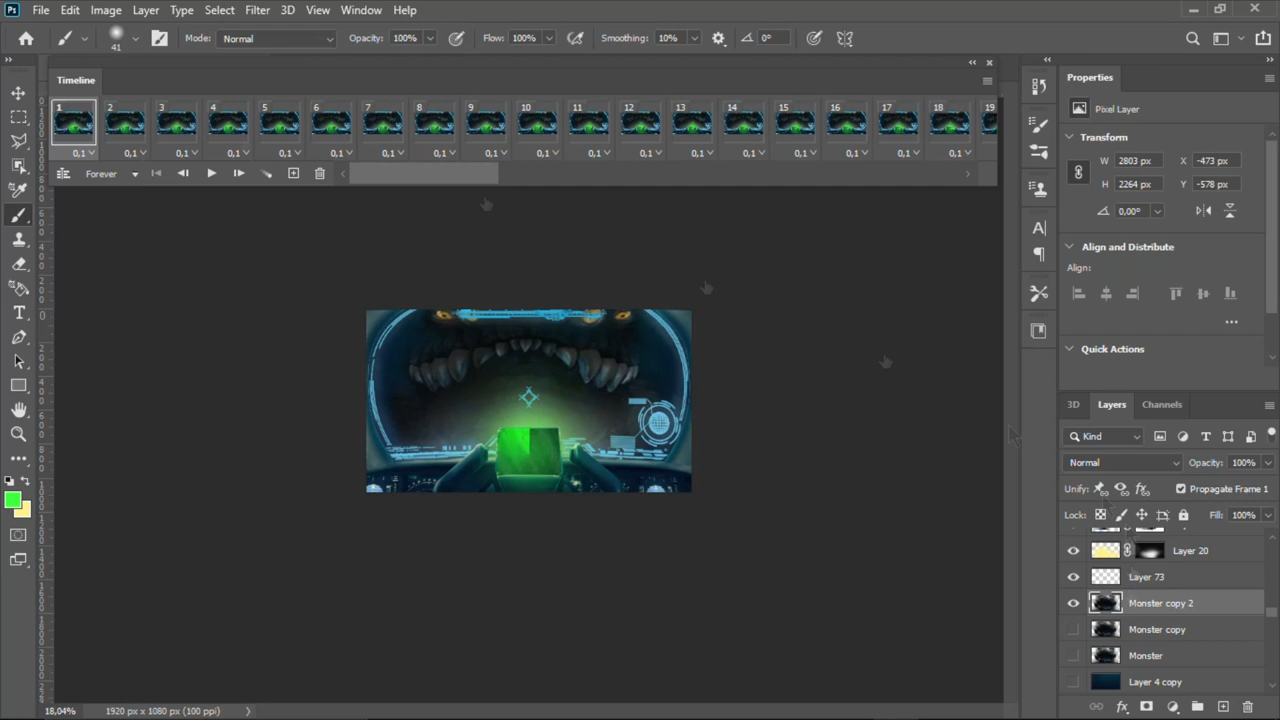 Ps File Edit Image Layer Type Select Filter 3D View Window Help
41 Mode: Normal Opacity: 100% Flow: 100% Smoothing: 10% 0°
Timeline
1 2 3 4 5 6 7 8 9 10 11 12 13 14 15 16 17 18 19
0,1 0,1 0,1 0,1 0,1 0,1 0,1 0,1 0,1 0,1 0,1 0,1 0,1 0,1 0,1 0,1 0,1 0,1
Forever
18,04% 1920 px x 1080 px (100 ppi)
Properties
Pixel Layer
Transform
W 2803 px X -473 px
H 2264 px Y -578 px
0,00°
Align and Distribute
Align:
Quick Actions
3D Layers Channels
Kind
Normal Opacity: 100%
Unify: Propagate Frame 1
Lock: Fill: 100%
Layer 20
Layer 73
Monster copy 2
Monster copy
Monster
Layer 4 copy